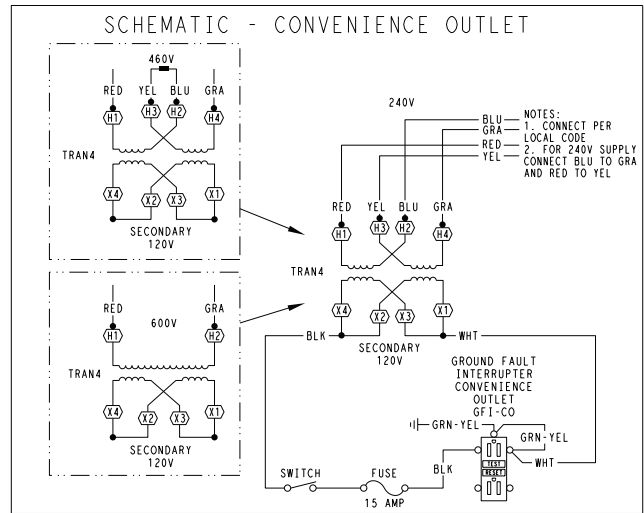 SCHEMATIC - CONVENIENCE OUTLET
460V
RED YEL BLU GRA
H1 H3 H2 H4
TRAN4
X4 X2 X3 X1
SECONDARY
120V
600V
RED GRA
H1 H2
TRAN4
X4 X2 X3 X1
SECONDARY
120V
240V
BLU
GRA
RED
YEL
NOTES:
1. CONNECT PER
LOCAL CODE
2. FOR 240V SUPPLY
CONNECT BLU TO GRA
AND RED TO YEL
RED YEL BLU GRA
H1 H3 H2 H4
TRAN4
X4 X2 X3 X1
BLK WHT
SECONDARY
120V
GROUND FAULT
INTERRUPTER
CONVENIENCE
OUTLET
GFI-CO
GRN-YEL
GRN-YEL
BLK
WHT
TEST
RESET
SWITCH
FUSE
15 AMP